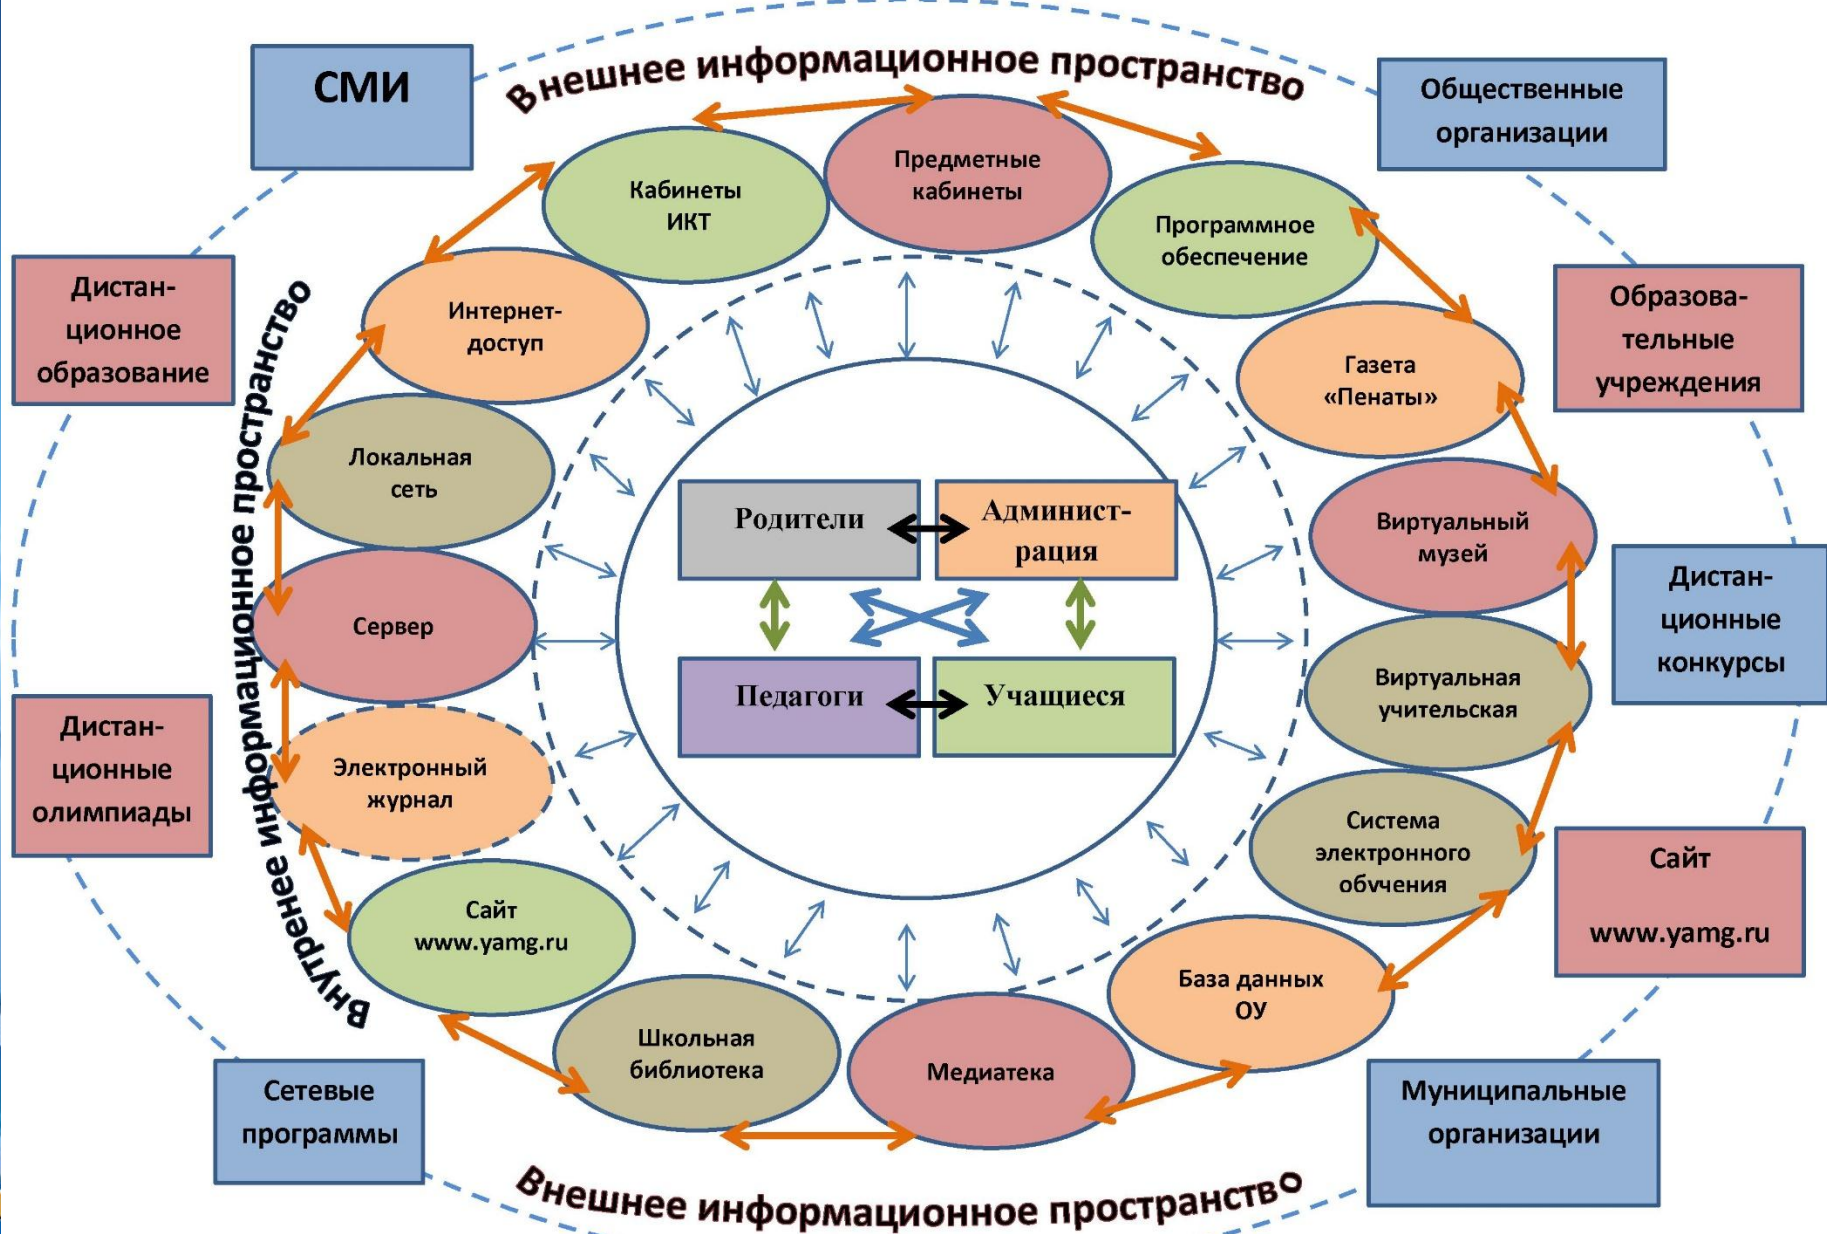 Внешнее информационное пространство
СМИ
Общественные
организации
Предметные
кабинеты
Кабинеты
ИКТ
Программное
обеспечение
Дистан-
ционное
образование
Интернет-
доступ
Образова-
тельные
учреждения
Газета
«Пенаты»
Внутренее информационное пространство
Локальная
сеть
Родители
Админист-
рация
Виртуальный
музей
Дистан-
ционные
конкурсы
Сервер
Педагоги
Учащиеся
Виртуальная
учительская
Дистан-
ционные
олимпиады
Электронный
журнал
Система
электронного
обучения
Сайт
www.yamg.ru
Сайт
www.yamg.ru
База данных
ОУ
Школьная
библиотека
Медиатека
Сетевые
программы
Муниципальные
организации
Внешнее информационное пространство